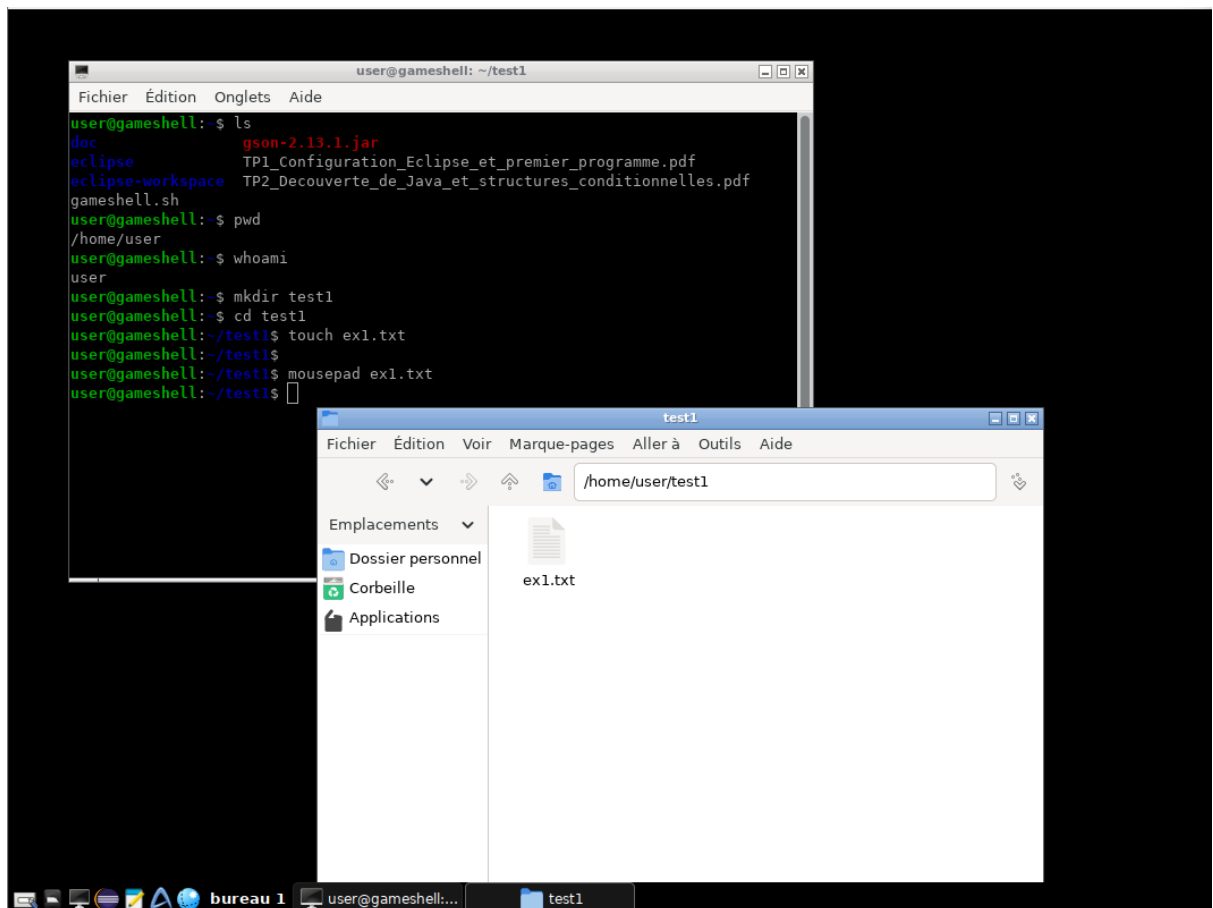 user@gameshell: ~/test1
Fichier Édition Onglets Aide
user@gameshell:~$ ls
doc gson-2.13.1.jar
eclipse TP1_Configuration_Eclipse_et_premier_programme.pdf
eclipse-workspace TP2_Decouverte_de_Java_et_structures_conditionnelles.pdf
gameshell.sh
user@gameshell:~$ pwd
/home/user
user@gameshell:~$ whoami
user
user@gameshell:~$ mkdir test1
user@gameshell:~$ cd test1
user@gameshell:~/test1$ touch ex1.txt
user@gameshell:~/test1$
user@gameshell:~/test1$ mousepad ex1.txt
user@gameshell:~/test1$
test1
Fichier Édition Voir Marque-pages Aller à Outils Aide
/home/user/test1
Emplacements
Dossier personnel
Corbeille
Applications
ex1.txt
bureau 1 user@gameshell:... test1